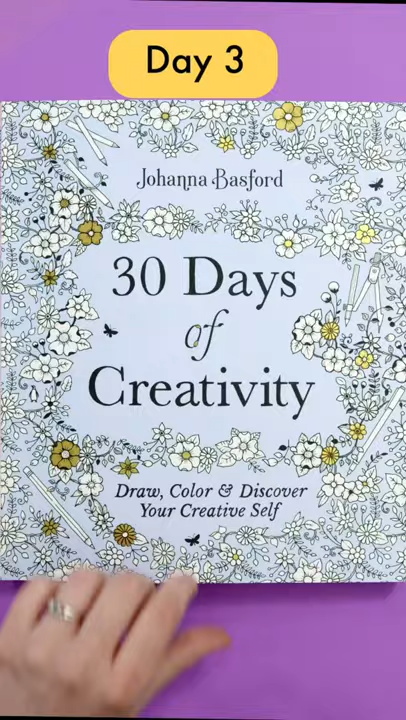 Day 3
Johanna Basford
30 Days
of
Creativity
Draw, Color & Discover
Your Creative Self